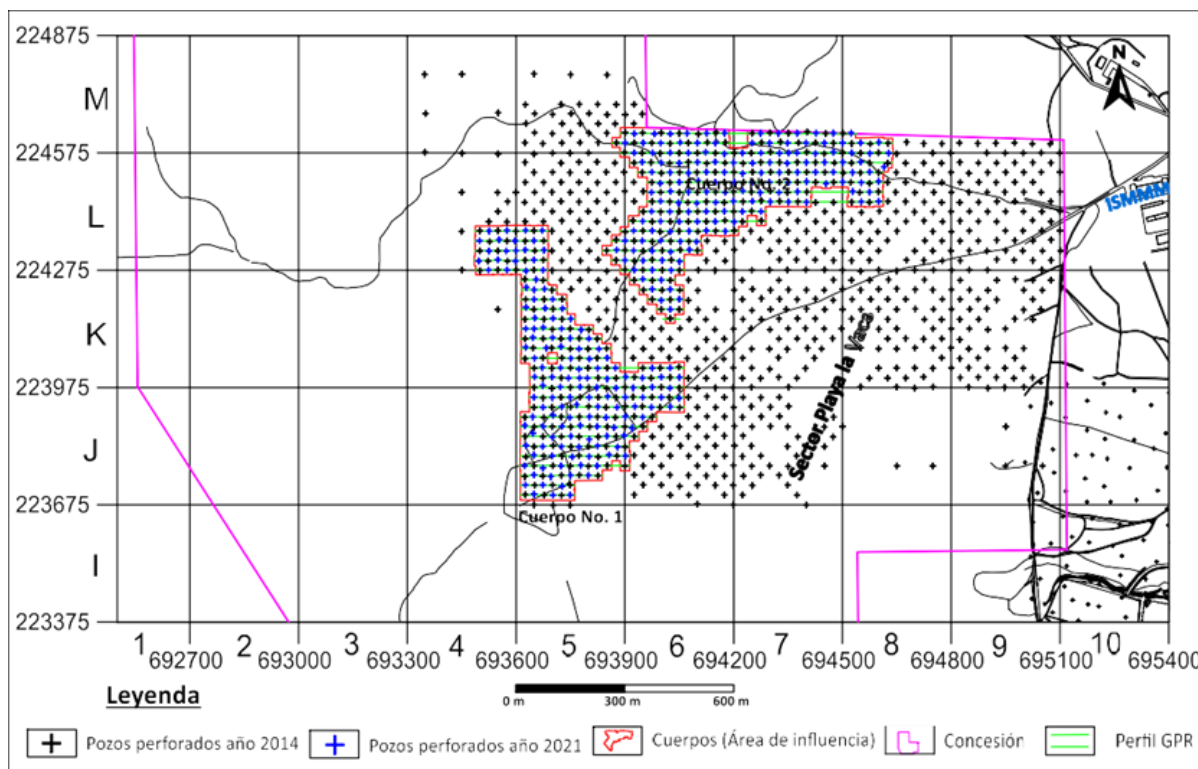 224875
M
N
224575
Cuerpo No. 2
ISMMM
L
224275
K
Sector Playa la Vaca
223975
J
223675
Cuerpo No. 1
I
223375
1 2 3 4 5 6 7 8 9 10
692700 693000 693300 693600 693900 694200 694500 694800 695100 695400
Leyenda
0 m 300 m 600 m
Pozos perforados año 2014 Pozos perforados año 2021 Cuerpos (Área de influencia) Concesión Perfil GPR